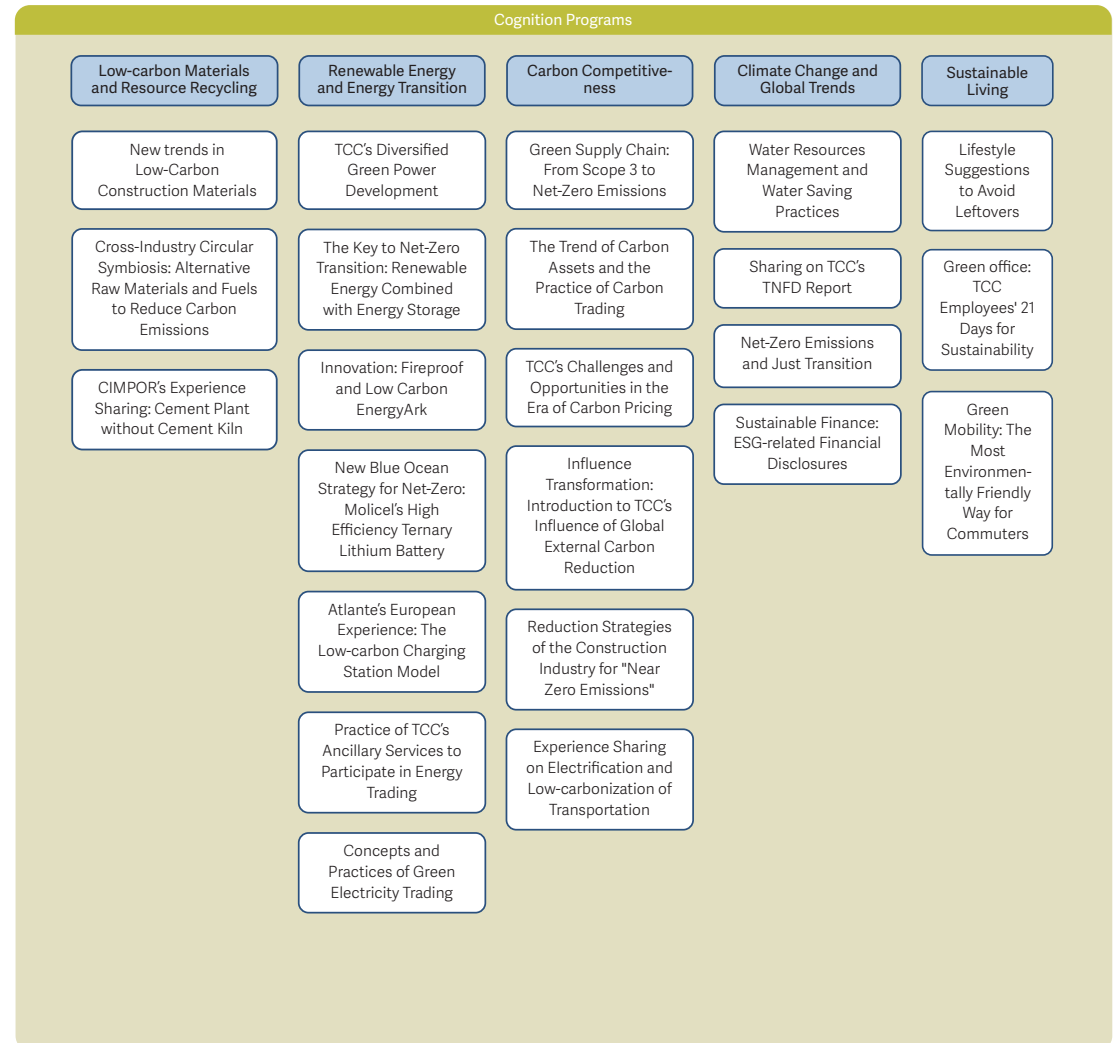 Cognition Programs
Low-carbon Materials
and Resource Recycling
New trends in
Low-Carbon
Construction Materials
Cross-Industry Circular
Symbiosis: Alternative
Raw Materials and Fuels
to Reduce Carbon
Emissions
CIMPOR's Experience
Sharing: Cement Plant
without Cement Kiln
Renewable Energy
and Energy Transition
TCC's Diversified
Green Power
Development
The Key to Net-Zero
Transition: Renewable
Energy Combined
with Energy Storage
Innovation: Fireproof
and Low Carbon
EnergyArk
New Blue Ocean
Strategy for Net-Zero:
Molicel's High
Efficiency Ternary
Lithium Battery
Atlante's European
Experience: The
Low-carbon Charging
Station Model
Practice of TCC's
Ancillary Services to
Participate in Energy
Trading
Concepts and
Practices of Green
Electricity Trading
Carbon Competitive-
ness
Green Supply Chain:
From Scope 3 to
Net-Zero Emissions
The Trend of Carbon
Assets and the
Practice of Carbon
Trading
TCC's Challenges and
Opportunities in the
Era of Carbon Pricing
Influence
Transformation:
Introduction to TCC's
Influence of Global
External Carbon
Reduction
Reduction Strategies
of the Construction
Industry for "Near
Zero Emissions"
Experience Sharing
on Electrification and
Low-carbonization of
Transportation
Climate Change and
Global Trends
Water Resources
Management and
Water Saving
Practices
Sharing on TCC's
TNFD Report
Net-Zero Emissions
and Just Transition
Sustainable Finance:
ESG-related Financial
Disclosures
Sustainable
Living
Lifestyle
Suggestions
to Avoid
Leftovers
Green office:
TCC
Employees' 21
Days for
Sustainability
Green
Mobility: The
Most
Environmen-
tally Friendly
Way for
Commuters